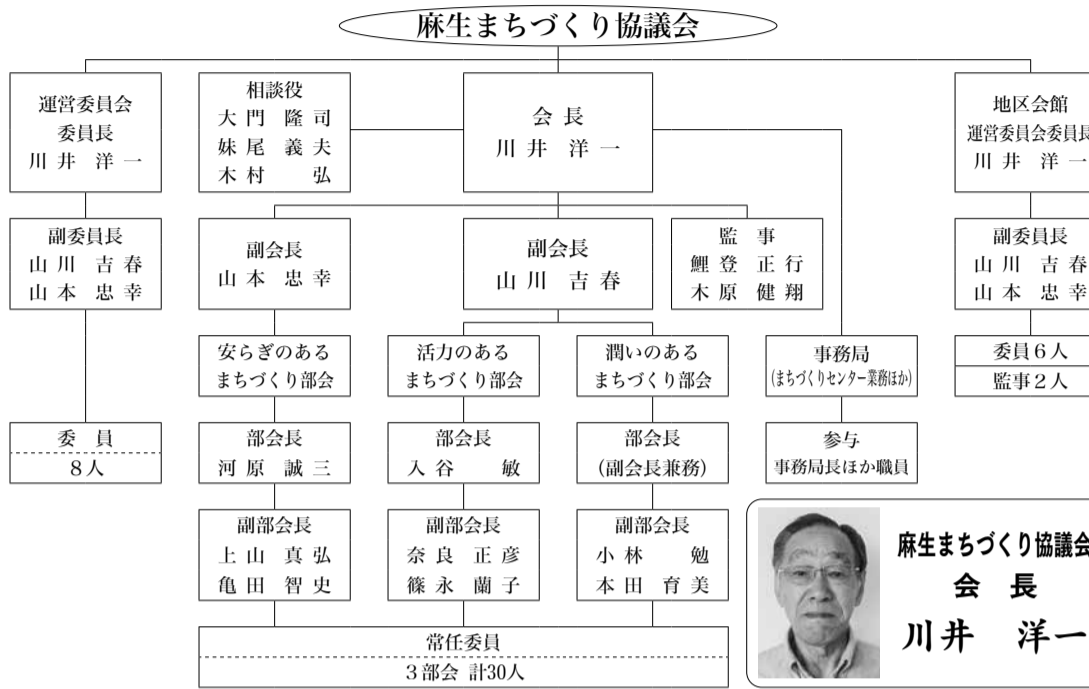 麻生まちづくり協議会
運営委員会
委員長
川井 洋一
相談役
大門 隆司
妹尾 義夫
木村 弘
会長
川井 洋一
地区会館
運営委員会委員長
川井 洋一
副委員長
山川 吉春
山本 忠幸
副会長
山本 忠幸
副会長
山川 吉春
監事
鯉登 正行
木原 健翔
副委員長
山川 吉春
山本 忠幸
安らぎのある
まちづくり部会
活力のある
まちづくり部会
潤いのある
まちづくり部会
事務局
(まちづくりセンター業務ほか)
委員6人
監事2人
委員
8人
部会長
河原 誠三
部会長
入谷 敏
部会長
(副会長兼務)
参与
事務局長ほか職員
副部会長
上山 真弘
亀田 智史
副部会長
奈良 正彦
篠永 蘭子
副部会長
小林 勉
本田 育美
常任委員
3部会 計30人
麻生まちづくり協議会
会長
川井 洋一